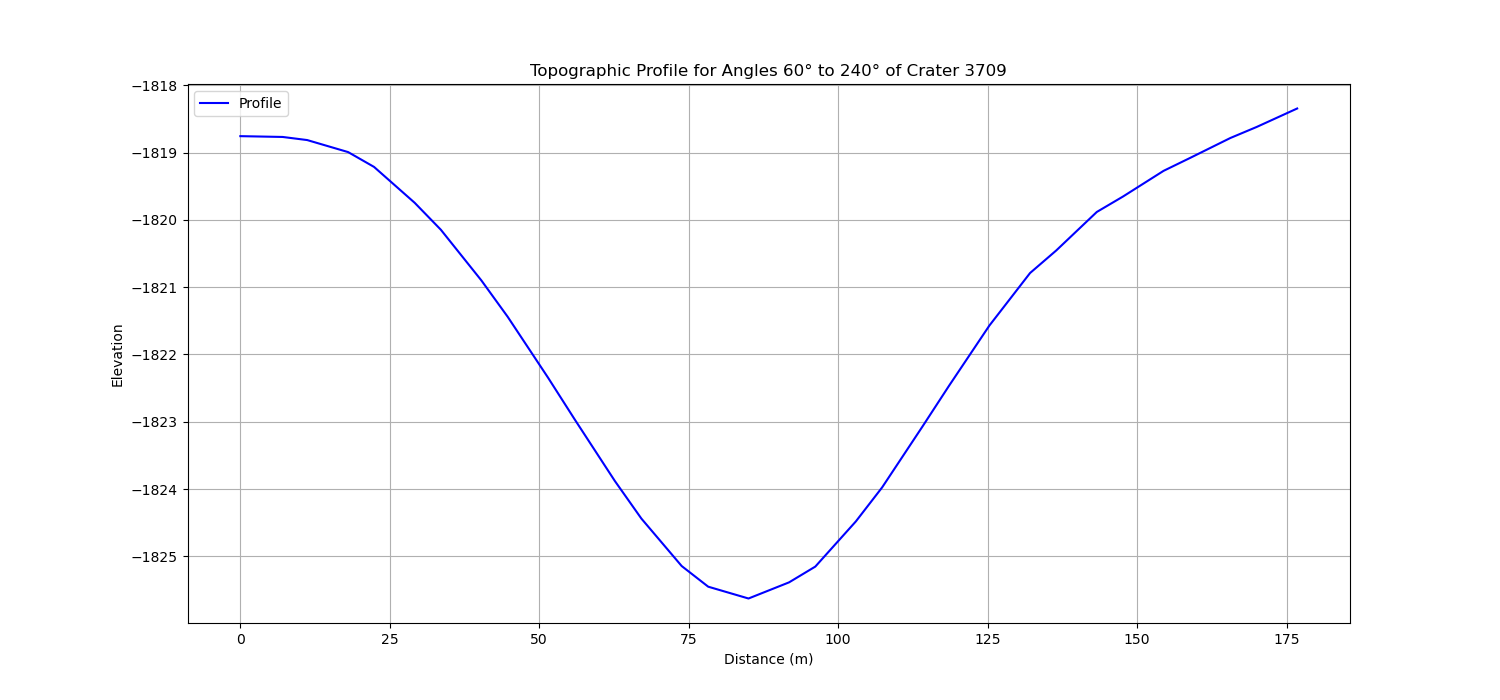 Topographic Profile for Angles 60° to 240° of Crater 3709
Profile
−1818
−1819
−1820
−1821
−1822
−1823
−1824
−1825
Elevation
0 25 50 75 100 125 150 175
Distance (m)